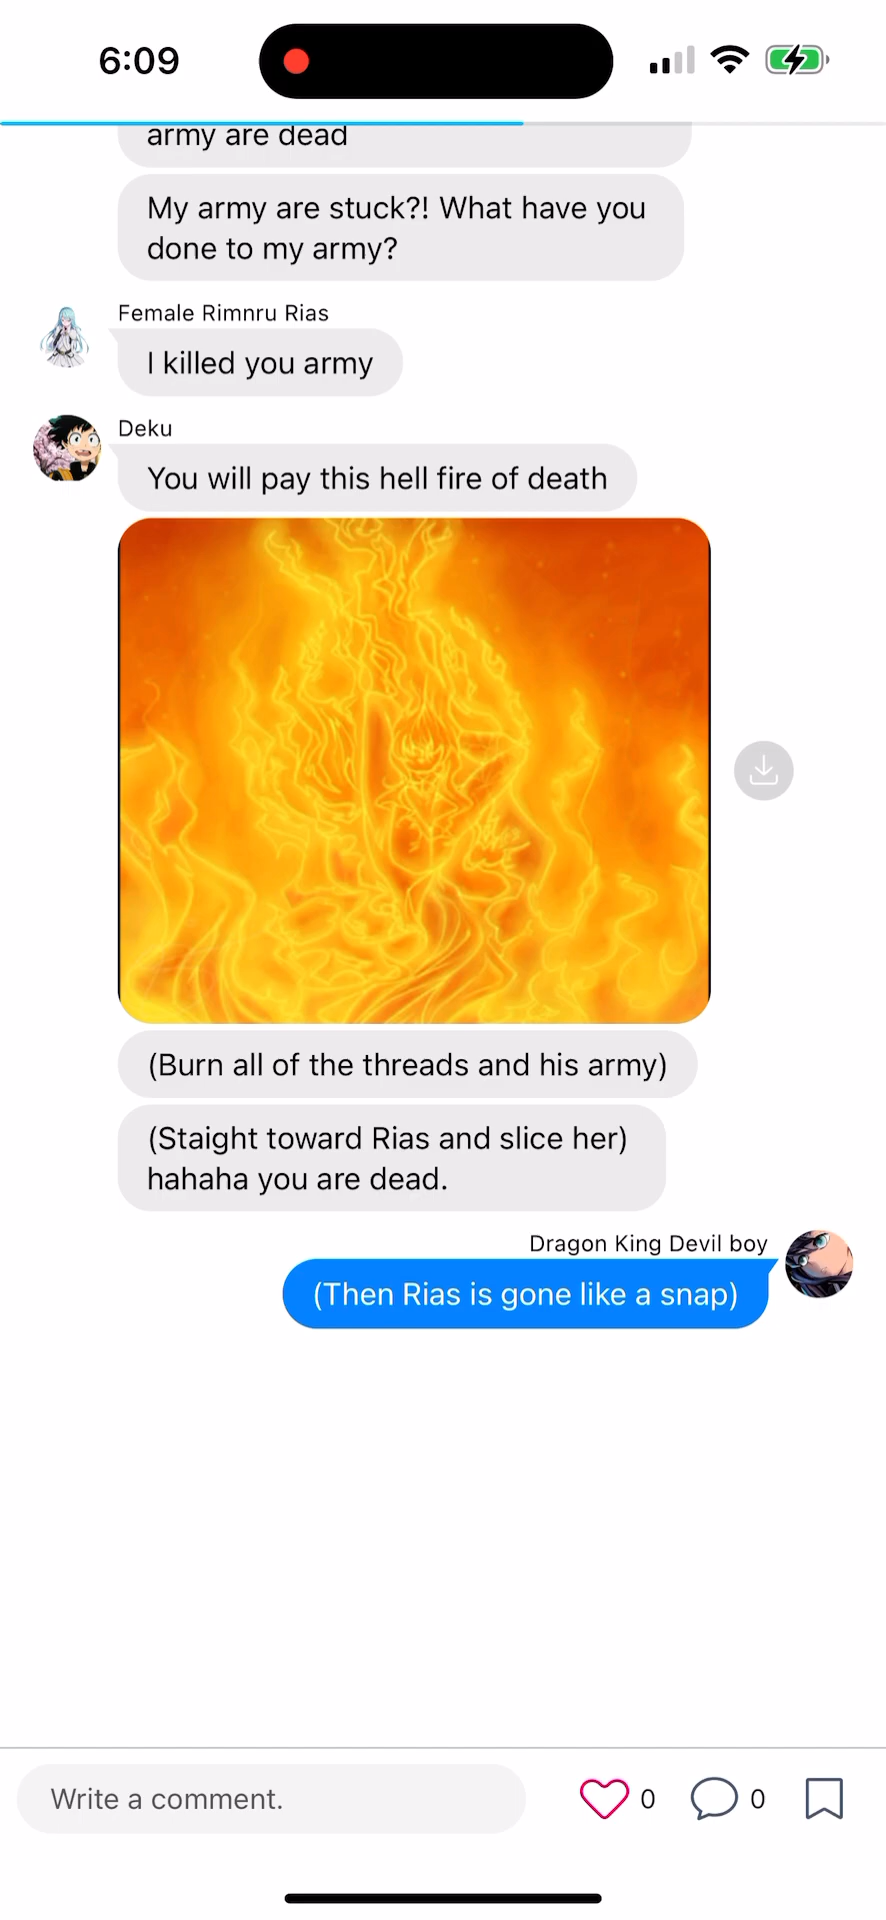 6:09
army are dead
My army are stuck?! What have you
done to my army?
Female Rimnru Rias
I killed you army
Deku
You will pay this hell fire of death
(Burn all of the threads and his army)
(Staight toward Rias and slice her)
hahaha you are dead.
Dragon King Devil boy
(Then Rias is gone like a snap)
Write a comment.
0
0